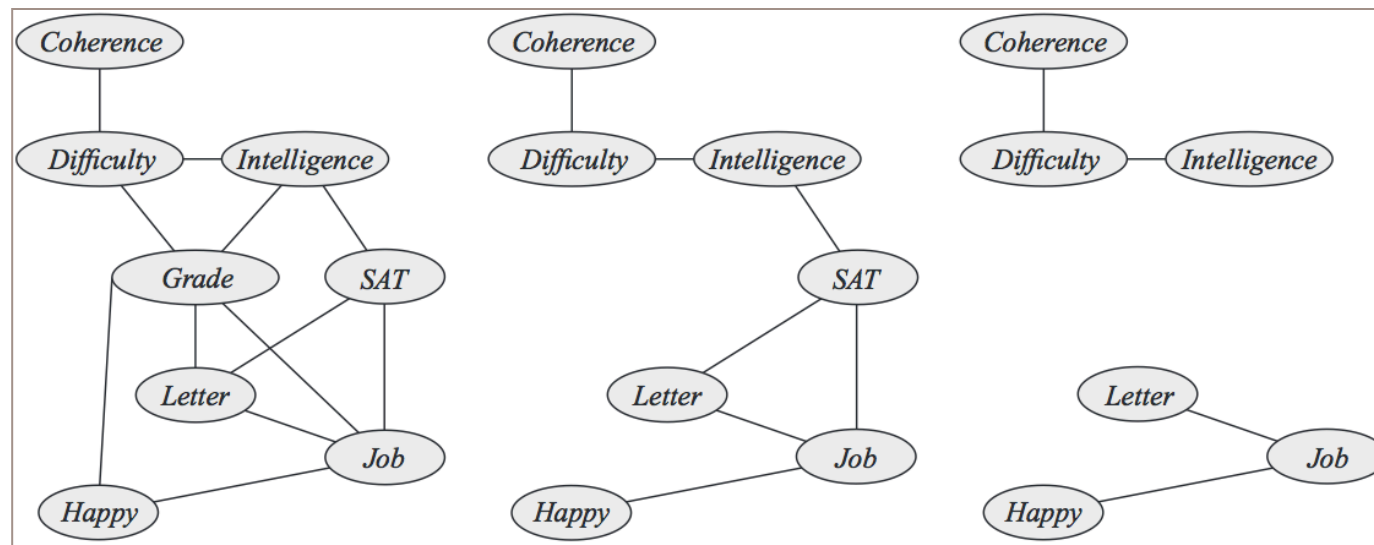 Coherence
Difficulty
Intelligence
Grade
SAT
Letter
Job
Happy
Coherence
Difficulty
Intelligence
SAT
Letter
Job
Happy
Coherence
Difficulty
Intelligence
Letter
Job
Happy